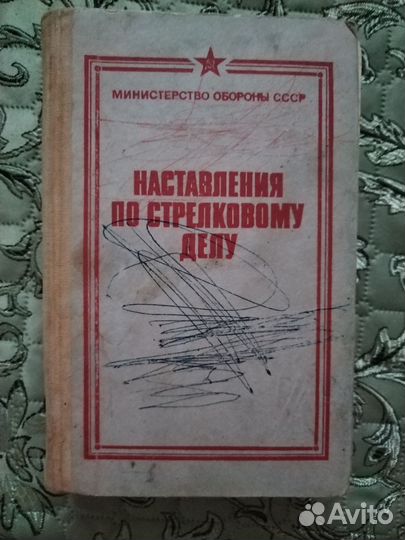 МИНИСТЕРСТВО ОБОРОНЫ СССР
НАСТАВЛЕНИЯ
ПО СТРЕЛКОВОМУ
ДЕЛУ
Avito